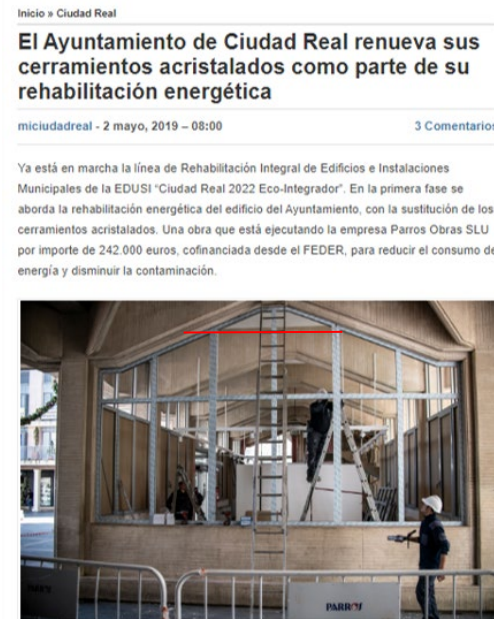 Inicio » Ciudad Real
El Ayuntamiento de Ciudad Real renueva sus
cerramientos acristalados como parte de su
rehabilitación energética
miciudadreal - 2 mayo, 2019 – 08:00
3 Comentarios
Ya está en marcha la línea de Rehabilitación Integral de Edificios e Instalaciones
Municipales de la EDUSI “Ciudad Real 2022 Eco-Integrador”. En la primera fase se
aborda la rehabilitación energética del edificio del Ayuntamiento, con la sustitución de los
cerramientos acristalados. Una obra que está ejecutando la empresa Parros Obras SLU
por importe de 242.000 euros, cofinanciada desde el FEDER, para reducir el consumo de
energía y disminuir la contaminación.
PARROS
PARROS